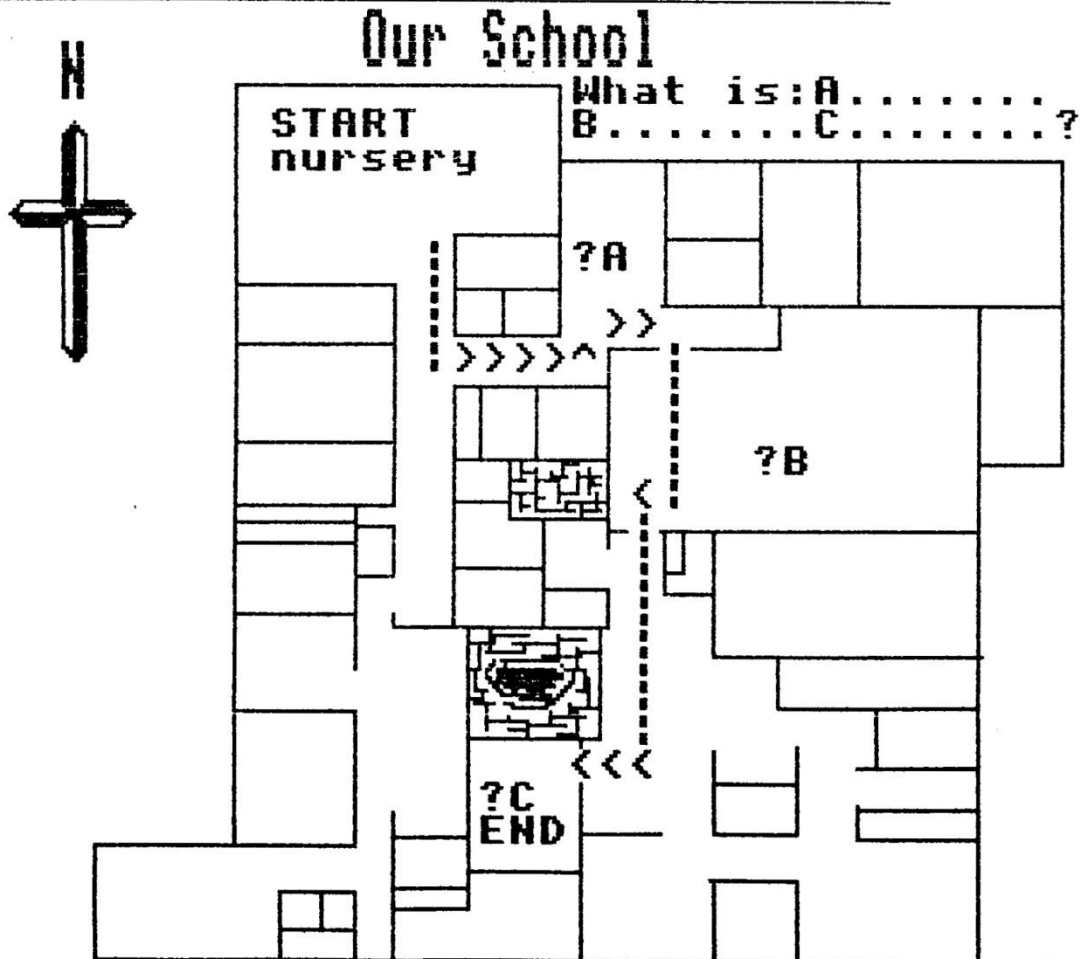 Our School
N
What is:A.......
B.......C.......?
START
nursery
?A
>>
>>>>^
?B
<
<<<
?C
END